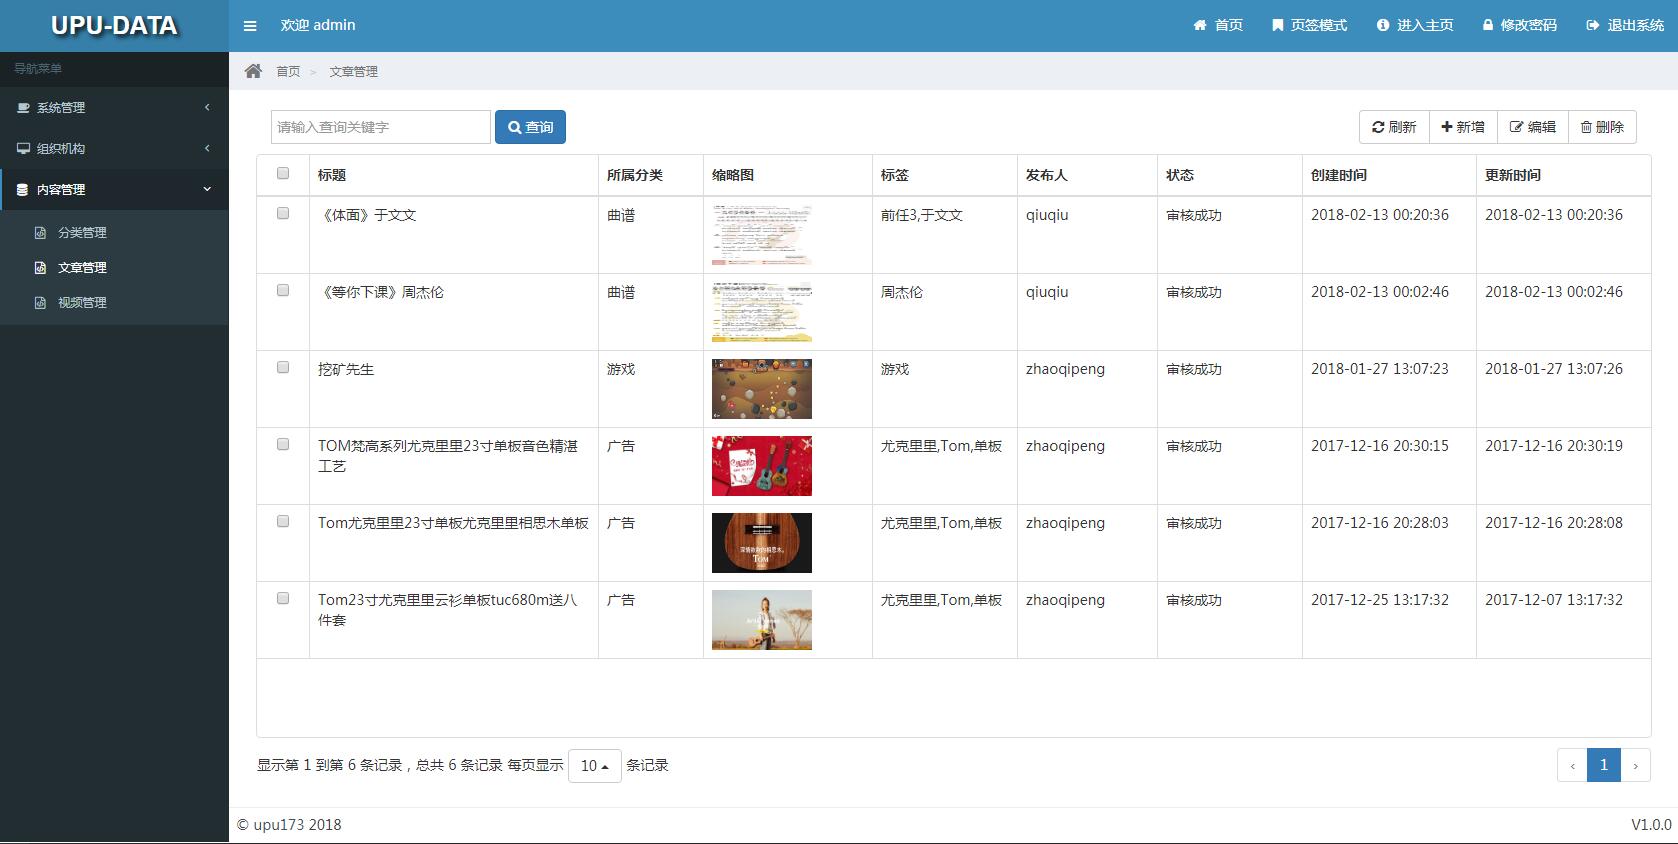 UPU-DATA
欢迎 admin
首页
页签模式
进入主页
修改密码
退出系统
导航菜单
系统管理
组织机构
内容管理
分类管理
文章管理
视频管理
首页 > 文章管理
请输入查询关键字
查询
刷新
新增
编辑
删除
标题 所属分类 缩略图 标签 发布人 状态 创建时间 更新时间
《体面》于文文 曲谱 前任3,于文文 qiuqiu 审核成功 2018-02-13 00:20:36 2018-02-13 00:20:36
《等你下课》周杰伦 曲谱 周杰伦 qiuqiu 审核成功 2018-02-13 00:02:46 2018-02-13 00:02:46
挖矿先生 游戏 游戏 zhaoqipeng 审核成功 2018-01-27 13:07:23 2018-01-27 13:07:26
TOM梵高系列尤克里里23寸单板音色精湛 广告 尤克里里,Tom,单板 zhaoqipeng 审核成功 2017-12-16 20:30:15 2017-12-16 20:30:19
工艺
Tom尤克里里23寸单板尤克里里相思木单板 广告 尤克里里,Tom,单板 zhaoqipeng 审核成功 2017-12-16 20:28:03 2017-12-16 20:28:08
TOM
Tom23寸尤克里里云衫单板tuc680m送八 广告 尤克里里,Tom,单板 zhaoqipeng 审核成功 2017-12-25 13:17:32 2017-12-07 13:17:32
件套
显示第 1 到第 6 条记录，总共 6 条记录 每页显示 10 条记录
‹ 1 ›
© upu173 2018
V1.0.0